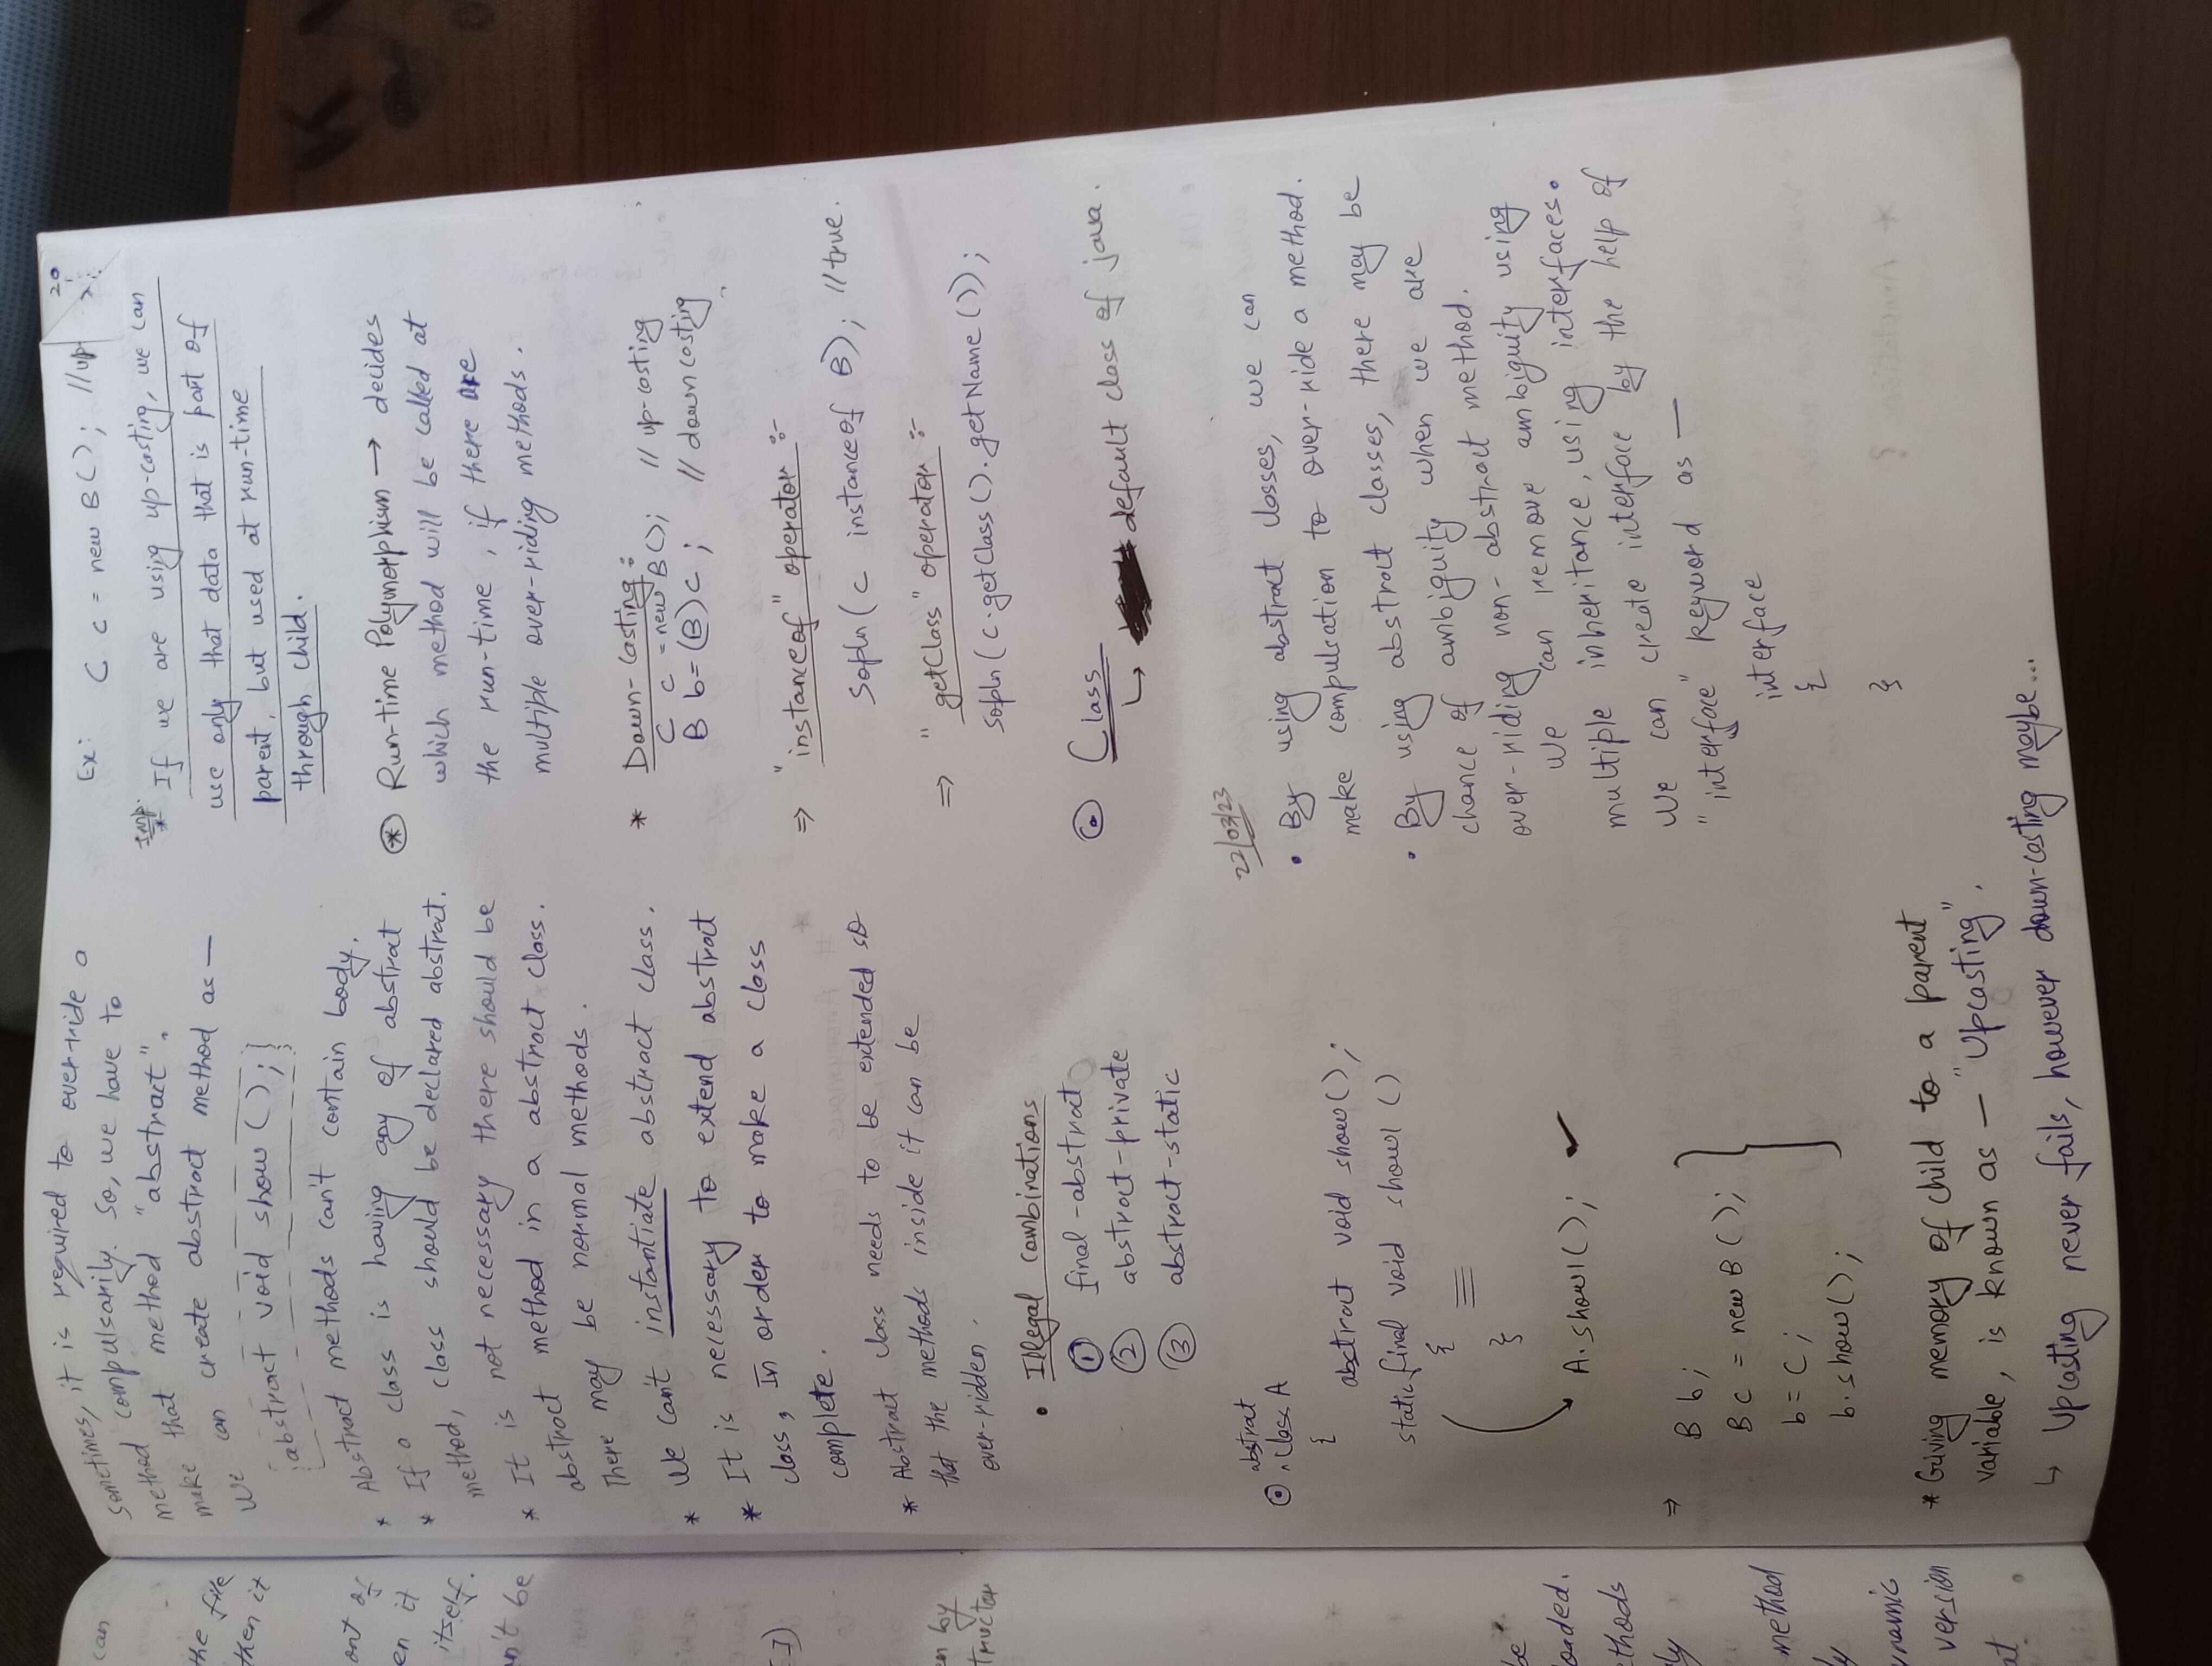 can
the file
then it
ont of
en it
itself.
an't be
I)
en by
tructor
be
oaded.
ethods
ly
method
ly
ynamic
version
at
Sometimes, it is required to over-ride a
method compulsarily. So, we have to
make that method "abstract".
We can create abstract method as —
abstract void show ();
* Abstract methods can't contain body.
* If a class is having any of abstrat
method, class should be declared abstrat.
* It is not necessary there should be
abstract method in a abstract class.
There may be normal methods.
* We can't instantiate abstract class.
* It is necessary to extend abstract
class, In order to make a class
complete.
* Abstract class needs to be extended so
that the methods inside it can be
over-ridden.
• Illegal combinations
① final-abstract
② abstract-private
③ abstract-static
abstrat
⊙ ^ class A
{
abstract void show();
static final void show1 ()
{
}
A.show1(); ✓
⇒
B b;
B c = new B ();
b = c;
b.show();
* Giving memory of child to a parent
variable, is known as — "Upcasting".
↳ Upcasting never fails, however down-casting maybe...
20
Ex: C c = new B (); //up-
Imp.
* If we are using up-casting, we can
use only that data that is part of
parent, but used at run-time
through child.
⊛ Run-time Polymorphism → decides
which method will be called at
the run-time, if there are
multiple over-riding methods.
* Down-casting:
C c = new B(); // up-casting
B b = (B)c; // downcasting
⇒ "instanceof" operator :-
Sopln( c instanceof B); //true.
⇒ "getClass" operator :-
sopln (c.getClass().getName ());
⊙ Class
↳ default class of java.
22/03/23
• By using abstract classes, we can
make compulsation to over-ride a method.
• By using abstract classes, there may be
chance of ambiguity when we are
over-riding non-abstract method.
We can remove ambiguity using
multiple inheritance, using interfaces.
We can create interface by the help of
"interface" keyword as —
interface
{
}